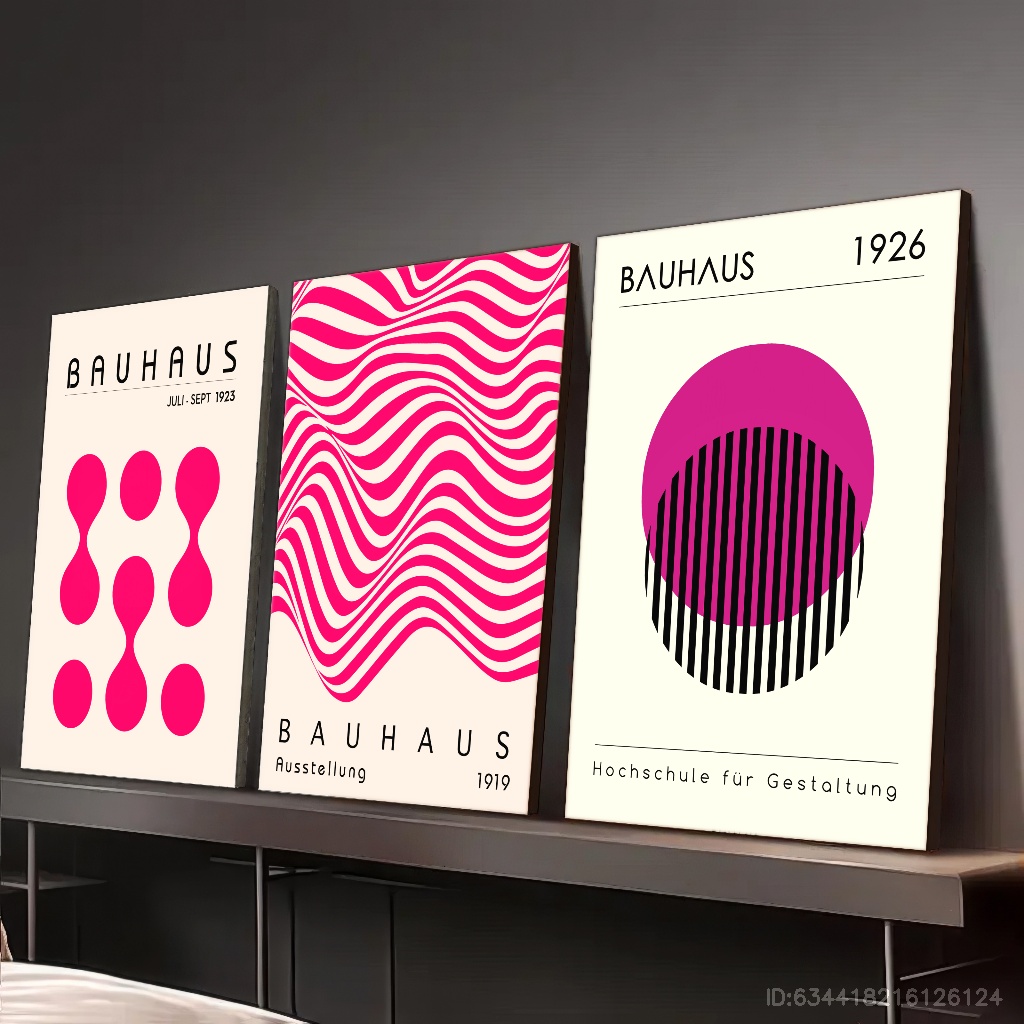 BAUHAUS
JULI - SEPT 1923
BAUHAUS
Ausstellung
1919
BAUHAUS
1926
Hochschule für Gestaltung
ID:634418216126124